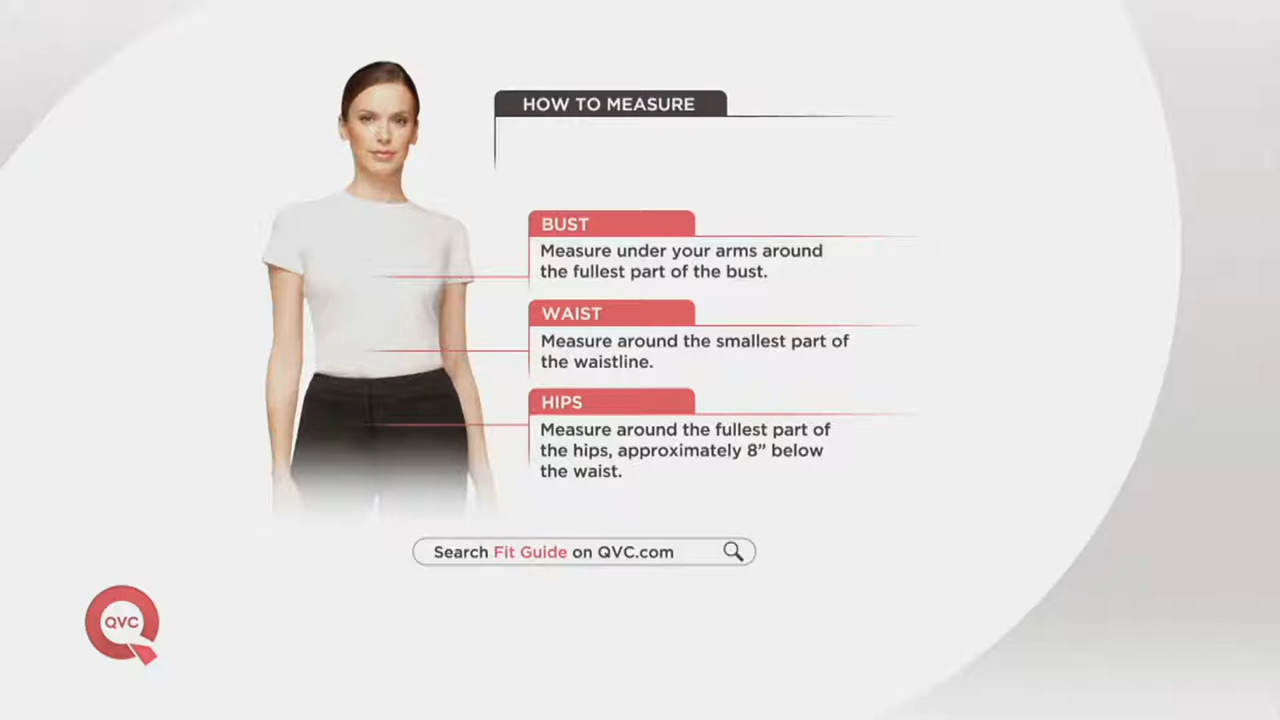 HOW TO MEASURE
BUST
Measure under your arms around
the fullest part of the bust.
WAIST
Measure around the smallest part of
the waistline.
HIPS
Measure around the fullest part of
the hips, approximately 8” below
the waist.
Search Fit Guide on QVC.com
QVC